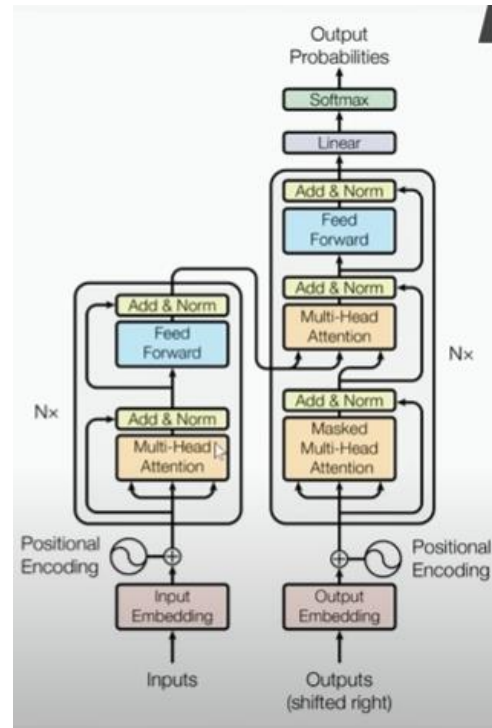 Output
Probabilities
Softmax
Linear
Add & Norm
Feed
Forward
Add & Norm
Multi-Head
Attention
Add & Norm
Masked
Multi-Head
Attention
Nx
Add & Norm
Feed
Forward
Add & Norm
Multi-Head
Attention
Nx
Positional
Encoding
Positional
Encoding
Input
Embedding
Output
Embedding
Inputs
Outputs
(shifted right)